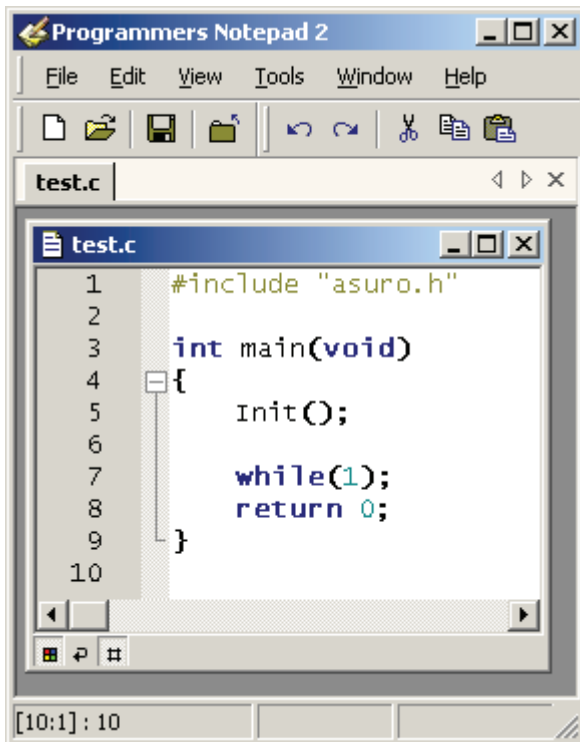 Programmers Notepad 2
File Edit View Tools Window Help
test.c
test.c
1 #include "asuro.h"
2
3 int main(void)
4 {
5 Init();
6
7 while(1);
8 return 0;
9 }
10
[10:1] : 10